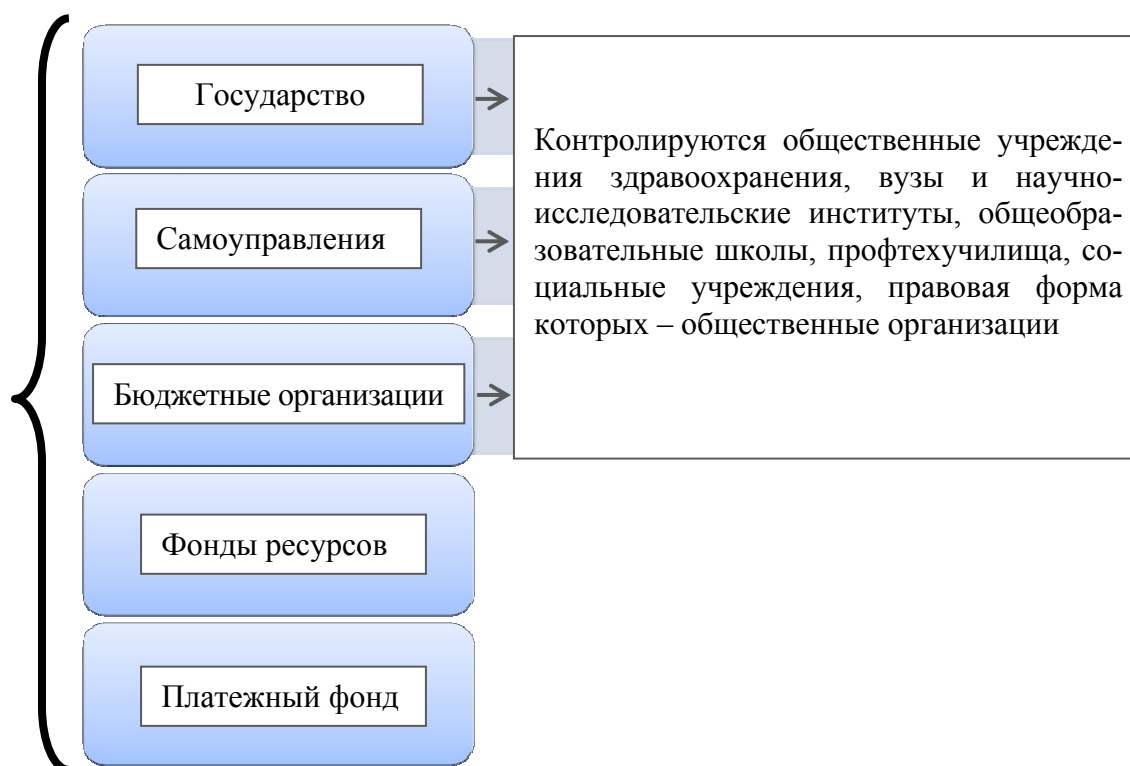 Государство
Самоуправления
Бюджетные организации
Фонды ресурсов
Платежный фонд
Контролируются общественные учрежде-
ния здравоохранения, вузы и научно-
исследовательские институты, общеобра-
зовательные школы, профтехучилища, со-
циальные учреждения, правовая форма
которых – общественные организации